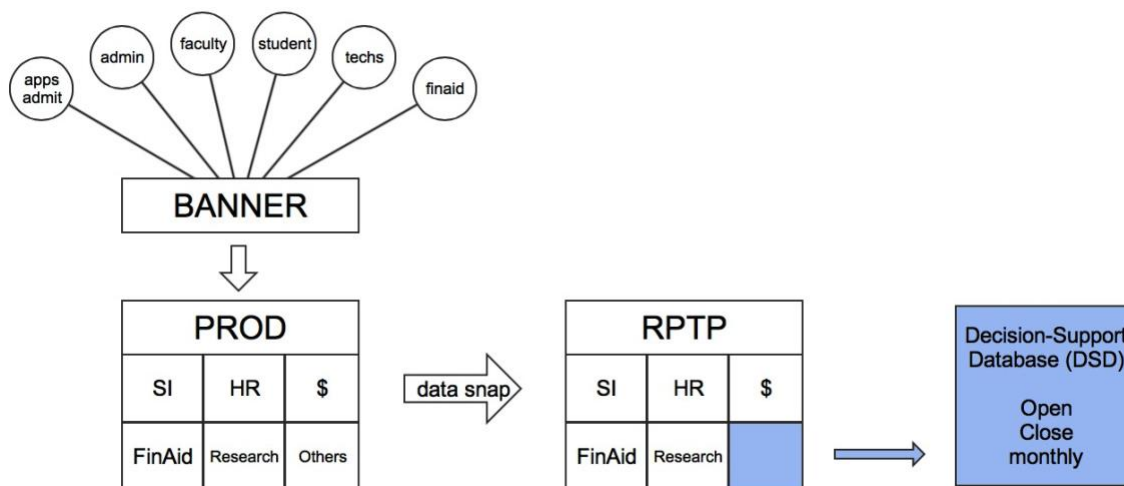 apps
admit
admin
faculty
student
techs
finaid
BANNER
PROD
SI HR $
FinAid Research Others
data snap
RPTP
SI HR $
FinAid Research
Decision-Support
Database (DSD)
Open
Close
monthly